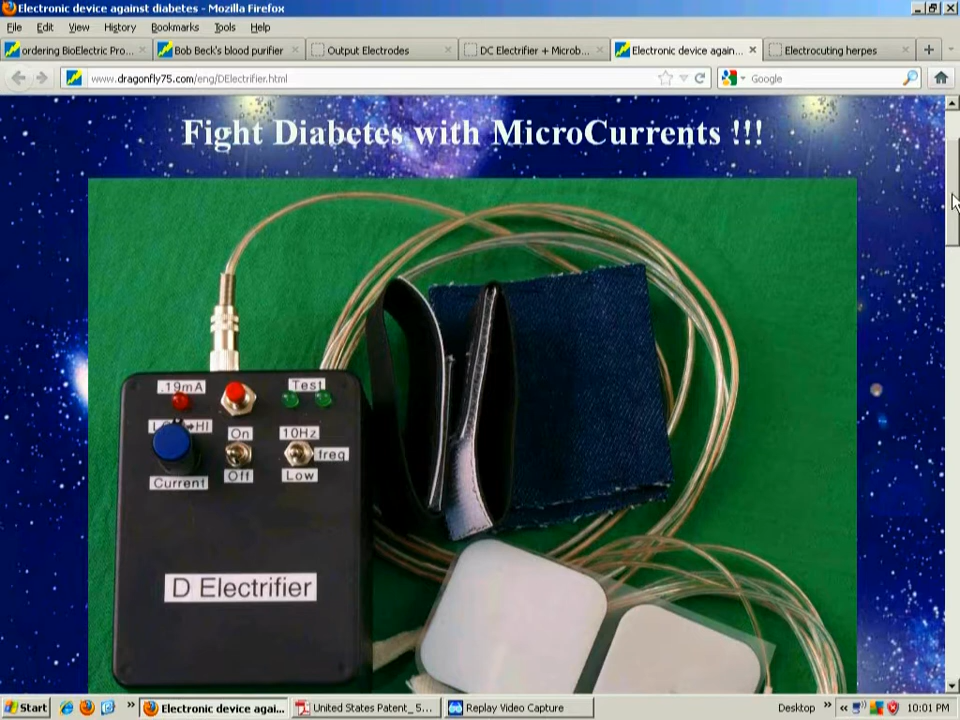 Electronic device against diabetes - Mozilla Firefox
File Edit View History Bookmarks Tools Help
ordering BioElectric Pro... Bob Beck's blood purifier Output Electrodes DC Electrifier + Microb... Electronic device again... Electrocuting herpes
www.dragonfly75.com/eng/DElectrifier.html Google
Fight Diabetes with MicroCurrents !!!
.19mA Test
HI
On 10Hz
freq
Current Off Low
D Electrifier
Start Electronic device agai... United States Patent_ 5... Replay Video Capture Desktop 10:01 PM